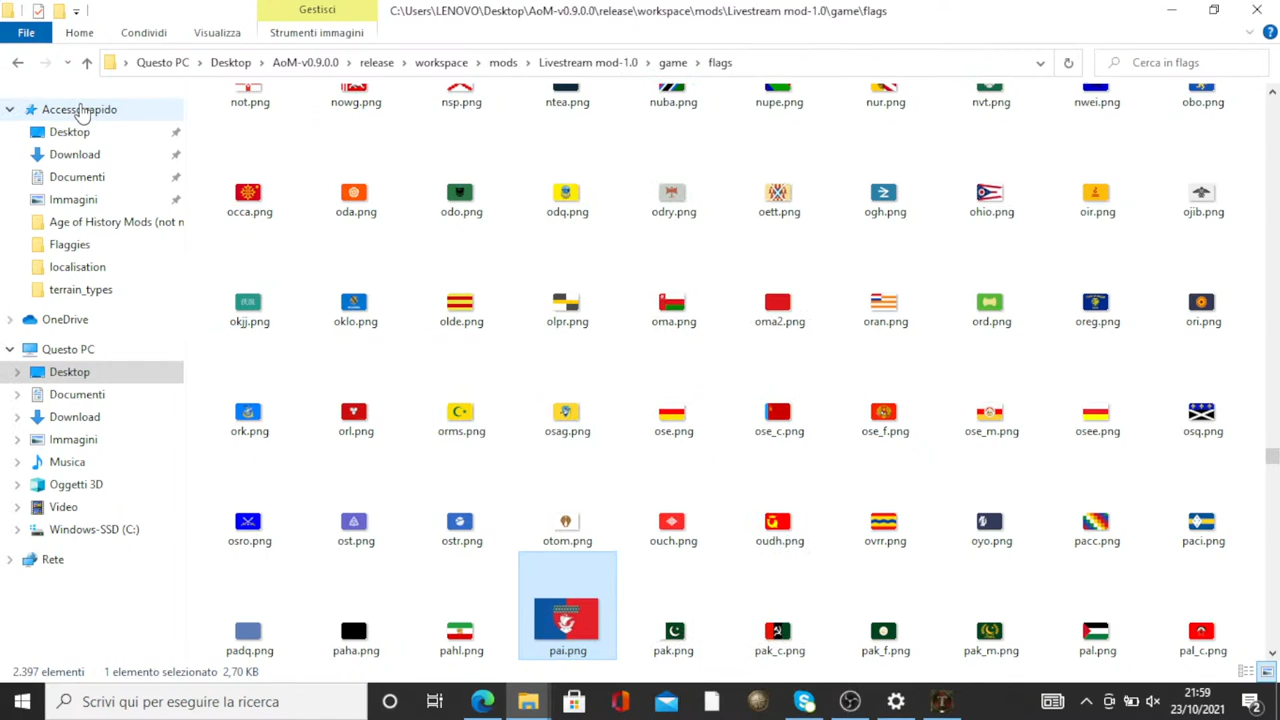 Gestisci
C:\Users\LENOVO\Desktop\AoM-v0.9.0.0\release\workspace\mods\Livestream mod-1.0\game\flags
File Home Condividi Visualizza Strumenti immagini
Questo PC Desktop AoM-v0.9.0.0 release workspace mods Livestream mod-1.0 game flags
Cerca in flags
Accesso rapido
Desktop
Download
Documenti
Immagini
Age of History Mods (not n
Flaggies
localisation
terrain_types
OneDrive
Questo PC
Desktop
Documenti
Download
Immagini
Musica
Oggetti 3D
Video
Windows-SSD (C:)
Rete
not.png nowg.png nsp.png ntea.png nuba.png nupe.png nur.png nvt.png nwei.png obo.png
occa.png oda.png odo.png odq.png odry.png oett.png ogh.png ohio.png oir.png ojib.png
okjj.png oklo.png olde.png olpr.png oma.png oma2.png oran.png ord.png oreg.png ori.png
ork.png orl.png orms.png osag.png ose.png ose_c.png ose_f.png ose_m.png osee.png osq.png
osro.png ost.png ostr.png otom.png ouch.png oudh.png ovrr.png oyo.png pacc.png paci.png
padq.png paha.png pahl.png pai.png pak.png pak_c.png pak_f.png pak_m.png pal.png pal_c.png
2.397 elementi 1 elemento selezionato 2,70 KB
Scrivi qui per eseguire la ricerca
21:59
23/10/2021
2